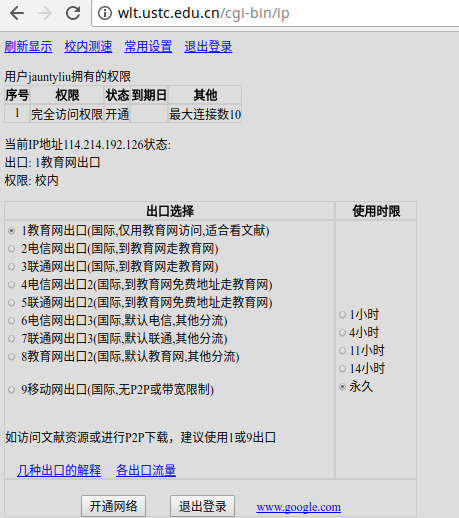 wlt.ustc.edu.cn/cgi-bin/ip
刷新显示 校内测速 常用设置 退出登录
用户jauntyliu拥有的权限
序号 权限 状态 到期日 其他
1 完全访问权限 开通 最大连接数10
当前IP地址114.214.192.126状态:
出口: 1教育网出口
权限: 校内
出口选择 使用时限
1教育网出口(国际,仅用教育网访问,适合看文献)
2电信网出口(国际,到教育网走教育网)
3联通网出口(国际,到教育网走教育网)
4电信网出口2(国际,到教育网免费地址走教育网)
5联通网出口2(国际,到教育网免费地址走教育网)
6电信网出口3(国际,默认电信,其他分流)
7联通网出口3(国际,默认联通,其他分流)
8教育网出口2(国际,默认教育网,其他分流)
9移动网出口(国际,无P2P或带宽限制)
如访问文献资源或进行P2P下载，建议使用1或9出口
几种出口的解释 各出口流量
1小时
4小时
11小时
14小时
永久
开通网络 退出登录 www.google.com